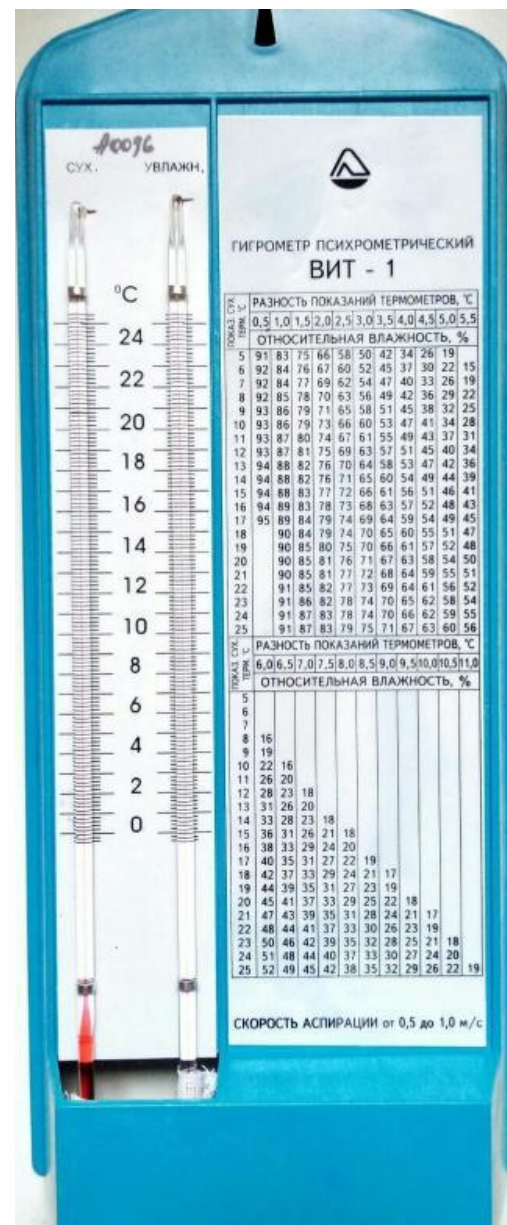 СУХ. УВЛАЖН.
°С
24
22
20
18
16
14
12
10
8
6
4
2
0
ГИГРОМЕТР ПСИХРОМЕТРИЧЕСКИЙ
ВИТ - 1
ПОКАЗ. СУХ. ТЕРМ. °С
РАЗНОСТЬ ПОКАЗАНИЙ ТЕРМОМЕТРОВ, °С
0,5 1,0 1,5 2,0 2,5 3,0 3,5 4,0 4,5 5,0 5,5
ОТНОСИТЕЛЬНАЯ ВЛАЖНОСТЬ, %
5 91 83 75 66 58 50 42 34 26 19
6 92 84 76 67 60 52 45 37 30 22 15
7 92 84 77 69 62 54 47 40 33 26 19
8 92 85 78 70 63 56 49 42 36 29 22
9 93 86 79 71 65 58 51 45 38 32 25
10 93 86 79 73 66 60 53 47 41 34 28
11 93 87 80 74 67 61 55 49 43 37 31
12 93 87 81 75 69 63 57 51 45 40 34
13 94 88 82 76 70 64 58 53 47 42 36
14 94 88 82 76 71 65 60 54 49 44 39
15 94 88 83 77 72 66 61 56 51 46 41
16 94 89 83 78 73 68 63 57 52 48 43
17 95 89 84 79 74 69 64 59 54 49 45
18 90 84 79 74 70 65 60 55 51 47
19 90 85 80 75 70 66 61 57 52 48
20 90 85 81 76 71 67 63 58 54 50
21 90 85 81 77 72 68 64 59 55 51
22 91 85 82 77 73 69 64 61 56 52
23 91 86 82 78 74 70 65 62 58 54
24 91 87 83 78 74 70 66 62 59 55
25 91 87 83 79 75 71 67 63 60 56
ПОКАЗ. СУХ. ТЕРМ. °С
РАЗНОСТЬ ПОКАЗАНИЙ ТЕРМОМЕТРОВ, °С
6,0 6,5 7,0 7,5 8,0 8,5 9,0 9,5 10,0 10,5 11,0
ОТНОСИТЕЛЬНАЯ ВЛАЖНОСТЬ, %
5
6
7
8 16
9 19
10 22 16
11 26 20
12 28 23 18
13 31 26 20
14 33 28 23 18
15 36 31 26 21 18
16 38 33 29 24 20
17 40 35 31 27 22 19
18 42 37 33 29 24 21 17
19 44 39 35 31 27 23 19
20 45 41 37 33 29 25 22 18
21 47 43 39 35 31 28 24 21 17
22 48 44 41 37 33 30 26 23 19
23 50 46 42 39 35 32 28 25 21 18
24 51 48 44 40 37 33 30 27 24 20
25 52 49 45 42 38 35 32 29 26 22 19
СКОРОСТЬ АСПИРАЦИИ от 0,5 до 1,0 м/с